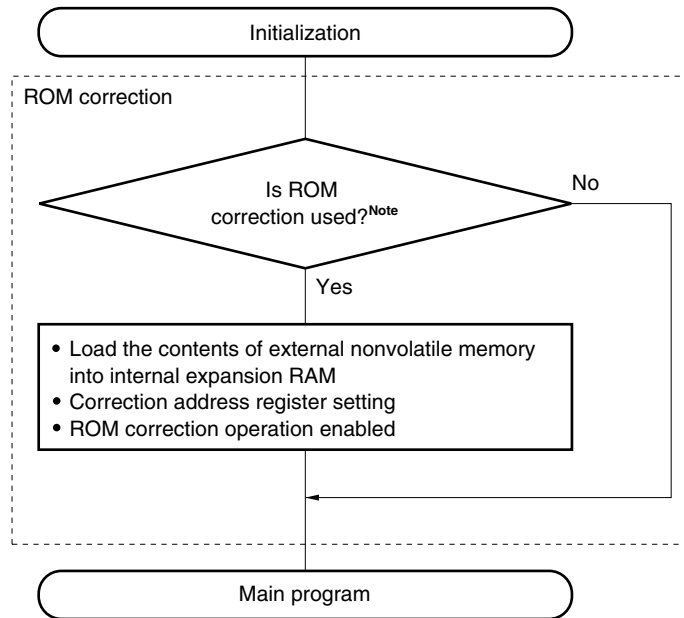 Initialization
ROM correction
Is ROM
correction used?Note
No
Yes
• Load the contents of external nonvolatile memory
into internal expansion RAM
• Correction address register setting
• ROM correction operation enabled
Main program